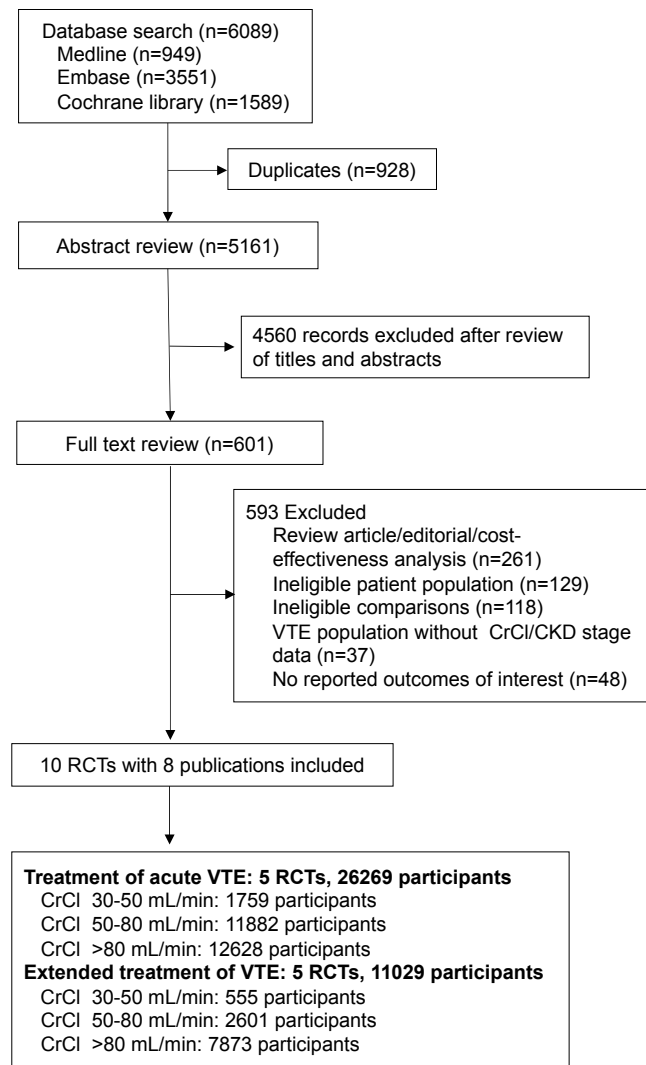 Database search (n=6089)
Medline (n=949)
Embase (n=3551)
Cochrane library (n=1589)
Duplicates (n=928)
Abstract review (n=5161)
4560 records excluded after review
of titles and abstracts
Full text review (n=601)
593 Excluded
Review article/editorial/cost-
effectiveness analysis (n=261)
Ineligible patient population (n=129)
Ineligible comparisons (n=118)
VTE population without CrCl/CKD stage
data (n=37)
No reported outcomes of interest (n=48)
10 RCTs with 8 publications included
Treatment of acute VTE: 5 RCTs, 26269 participants
CrCl 30-50 mL/min: 1759 participants
CrCl 50-80 mL/min: 11882 participants
CrCl >80 mL/min: 12628 participants
Extended treatment of VTE: 5 RCTs, 11029 participants
CrCl 30-50 mL/min: 555 participants
CrCl 50-80 mL/min: 2601 participants
CrCl >80 mL/min: 7873 participants